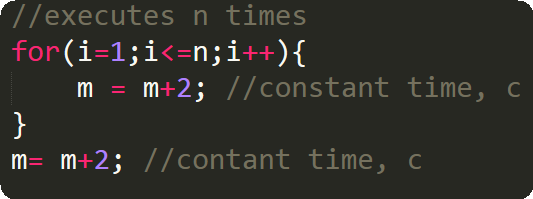 //executes n times
for(i=1;i<=n;i++){
    m = m+2; //constant time, c
}
m= m+2; //contant time, c